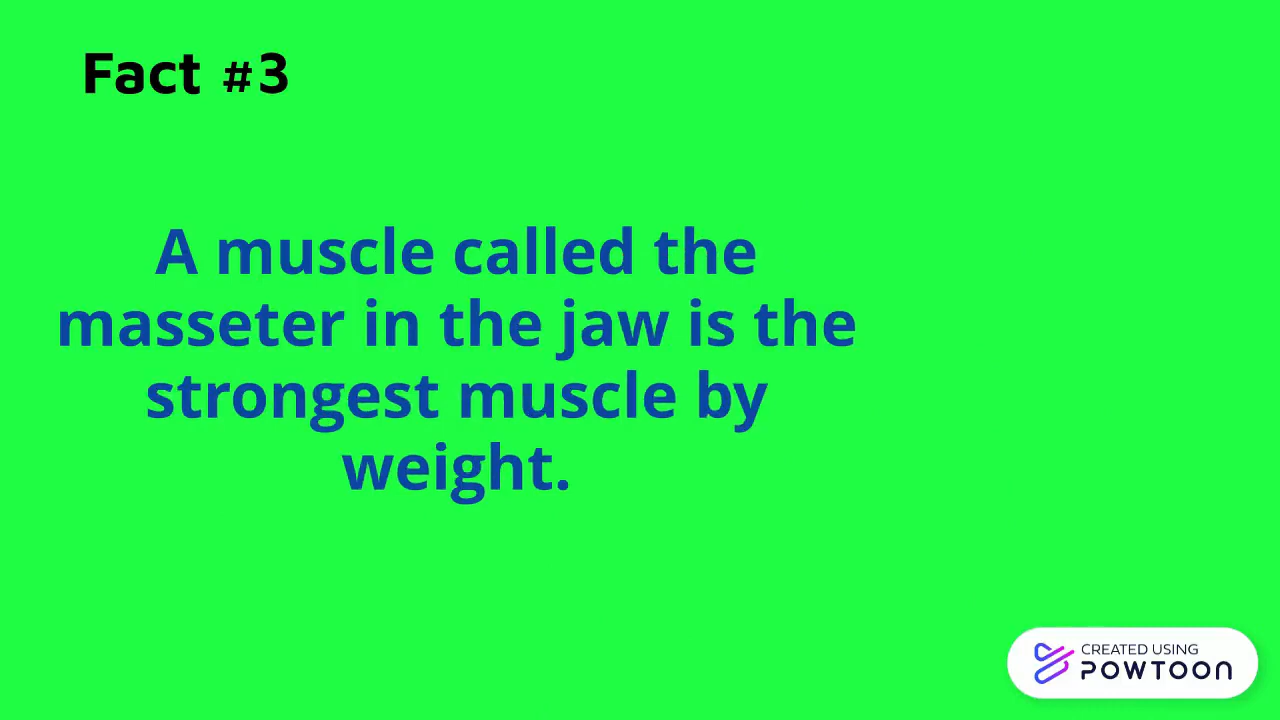 Fact #3
A muscle called the
masseter in the jaw is the
strongest muscle by
weight.
CREATED USING
POWTOON